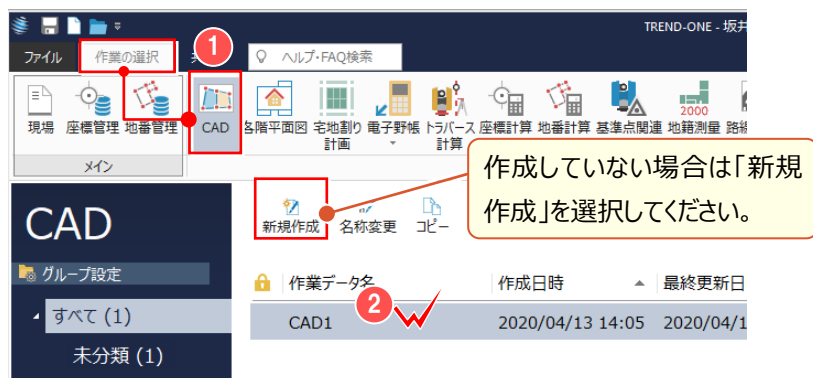 TREND-ONE - 坂井
ファイル 作業の選択 ヘルプ・FAQ検索
1
2000
現場 座標管理 地番管理 CAD 各階平面図 宅地割り 電子野帳 トラバース 座標計算 地番計算 基準点関連 地籍測量 路線
計画 計算
メイン
作成していない場合は「新規
作成」を選択してください。
CAD
新規作成 名称変更 コピー
グループ設定
作業データ名 作成日時 最終更新日
すべて (1)
2
CAD1 2020/04/13 14:05 2020/04/1
未分類 (1)